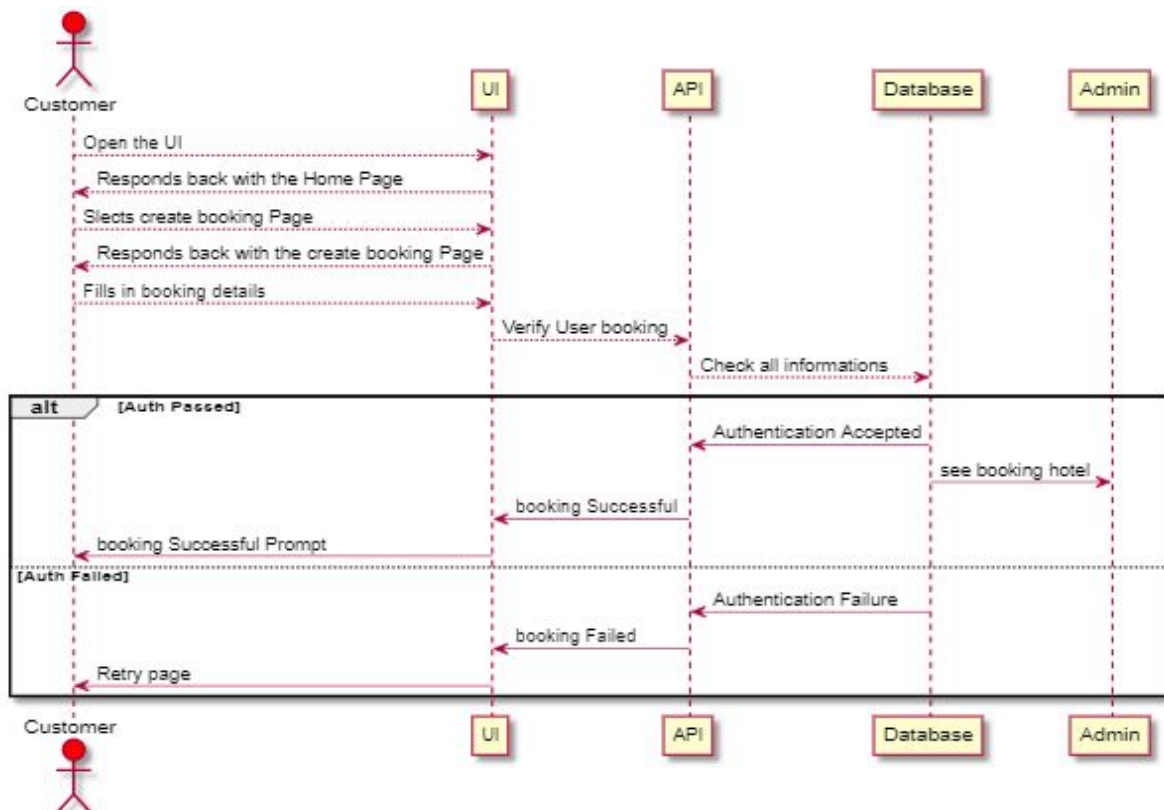 Customer
UI
API
Database
Admin
Open the UI
Responds back with the Home Page
Slects create booking Page
Responds back with the create booking Page
Fills in booking details
Verify User booking
Check all informations
alt [Auth Passed]
Authentication Accepted
see booking hotel
booking Successful
booking Successful Prompt
[Auth Failed]
Authentication Failure
booking Failed
Retry page
Customer
UI
API
Database
Admin